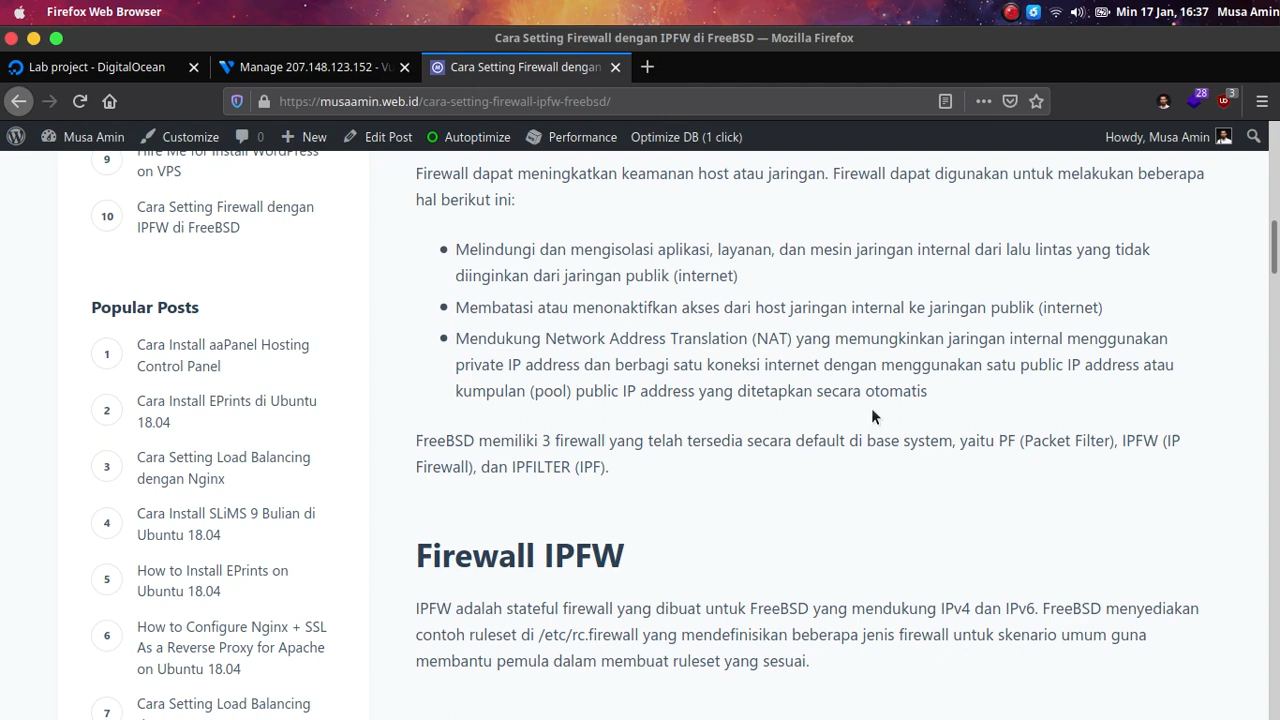 Firefox Web Browser
Min 17 Jan, 16:37
Musa Amin
Cara Setting Firewall dengan IPFW di FreeBSD — Mozilla Firefox
Lab project - DigitalOcean
Manage 207.148.123.152 - Vu
Cara Setting Firewall dengan
https://musaamin.web.id/cara-setting-firewall-ipfw-freebsd/
28
3
Musa Amin
Customize
0
New
Edit Post
Autoptimize
Performance
Optimize DB (1 click)
Howdy, Musa Amin
9
Hire Me for Install WordPress
on VPS
10
Cara Setting Firewall dengan
IPFW di FreeBSD
Popular Posts
1
Cara Install aaPanel Hosting
Control Panel
2
Cara Install EPrints di Ubuntu
18.04
3
Cara Setting Load Balancing
dengan Nginx
4
Cara Install SLiMS 9 Bulian di
Ubuntu 18.04
5
How to Install EPrints on
Ubuntu 18.04
6
How to Configure Nginx + SSL
As a Reverse Proxy for Apache
on Ubuntu 18.04
7
Cara Setting Load Balancing
Firewall dapat meningkatkan keamanan host atau jaringan. Firewall dapat digunakan untuk melakukan beberapa
hal berikut ini:
Melindungi dan mengisolasi aplikasi, layanan, dan mesin jaringan internal dari lalu lintas yang tidak
diinginkan dari jaringan publik (internet)
Membatasi atau menonaktifkan akses dari host jaringan internal ke jaringan publik (internet)
Mendukung Network Address Translation (NAT) yang memungkinkan jaringan internal menggunakan
private IP address dan berbagi satu koneksi internet dengan menggunakan satu public IP address atau
kumpulan (pool) public IP address yang ditetapkan secara otomatis
FreeBSD memiliki 3 firewall yang telah tersedia secara default di base system, yaitu PF (Packet Filter), IPFW (IP
Firewall), dan IPFILTER (IPF).
Firewall IPFW
IPFW adalah stateful firewall yang dibuat untuk FreeBSD yang mendukung IPv4 dan IPv6. FreeBSD menyediakan
contoh ruleset di /etc/rc.firewall yang mendefinisikan beberapa jenis firewall untuk skenario umum guna
membantu pemula dalam membuat ruleset yang sesuai.